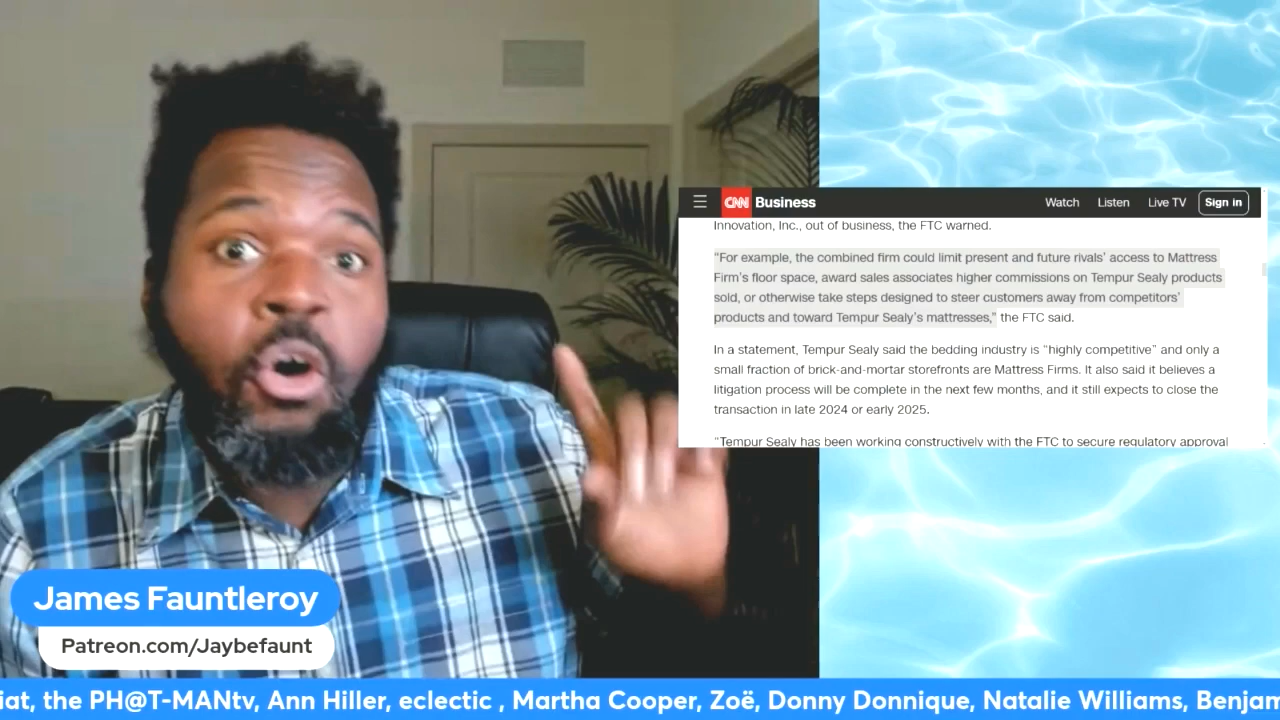 CNN Business
Watch Listen Live TV Sign in
Innovation, Inc., out of business, the FTC warned.
“For example, the combined firm could limit present and future rivals’ access to Mattress
Firm’s floor space, award sales associates higher commissions on Tempur Sealy products
sold, or otherwise take steps designed to steer customers away from competitors’
products and toward Tempur Sealy’s mattresses,” the FTC said.
In a statement, Tempur Sealy said the bedding industry is “highly competitive” and only a
small fraction of brick-and-mortar storefronts are Mattress Firms. It also said it believes a
litigation process will be complete in the next few months, and it still expects to close the
transaction in late 2024 or early 2025.
“Tempur Sealy has been working constructively with the FTC to secure regulatory approval
James Fauntleroy
Patreon.com/Jaybefaunt
iat, the PH@T-MANtv, Ann Hiller, eclectic , Martha Cooper, Zoë, Donny Donnique, Natalie Williams, Benjam